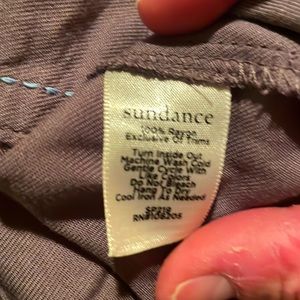 sundance
100% Rayon
Exclusive Of Trims
Turn Inside Out
Machine Wash Cold
Gentle Cycle With
Like Colors
Do Not Bleach
Hang To Dry
Cool Iron As Needed